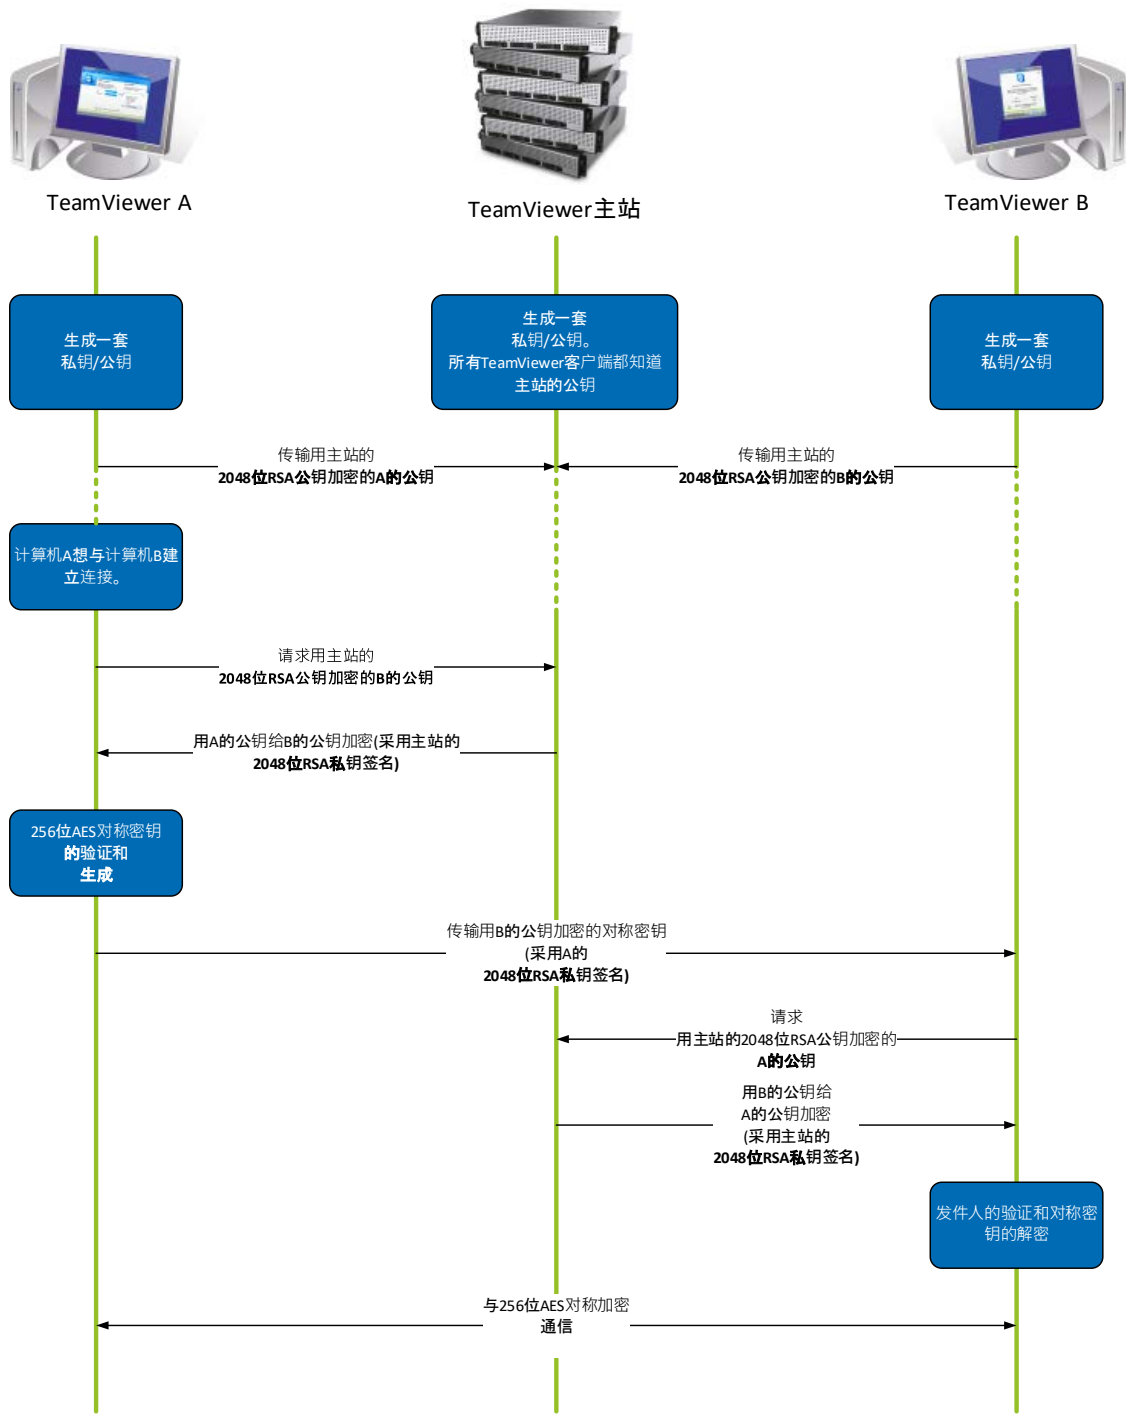 TeamViewer A
TeamViewer主站
TeamViewer B
生成一套
私钥/公钥
生成一套
私钥/公钥。
所有TeamViewer客户端都知道
主站的公钥
生成一套
私钥/公钥
传输用主站的
2048位RSA公钥加密的A的公钥
传输用主站的
2048位RSA公钥加密的B的公钥
计算机A想与计算机B建
立连接。
请求用主站的
2048位RSA公钥加密的B的公钥
用A的公钥给B的公钥加密(采用主站的
2048位RSA私钥签名)
256位AES对称密钥
的验证和
生成
传输用B的公钥加密的对称密钥
(采用A的
2048位RSA私钥签名)
请求
用主站的2048位RSA公钥加密的
A的公钥
用B的公钥给
A的公钥加密
(采用主站的
2048位RSA私钥签名)
发件人的验证和对称密
钥的解密
与256位AES对称加密
通信